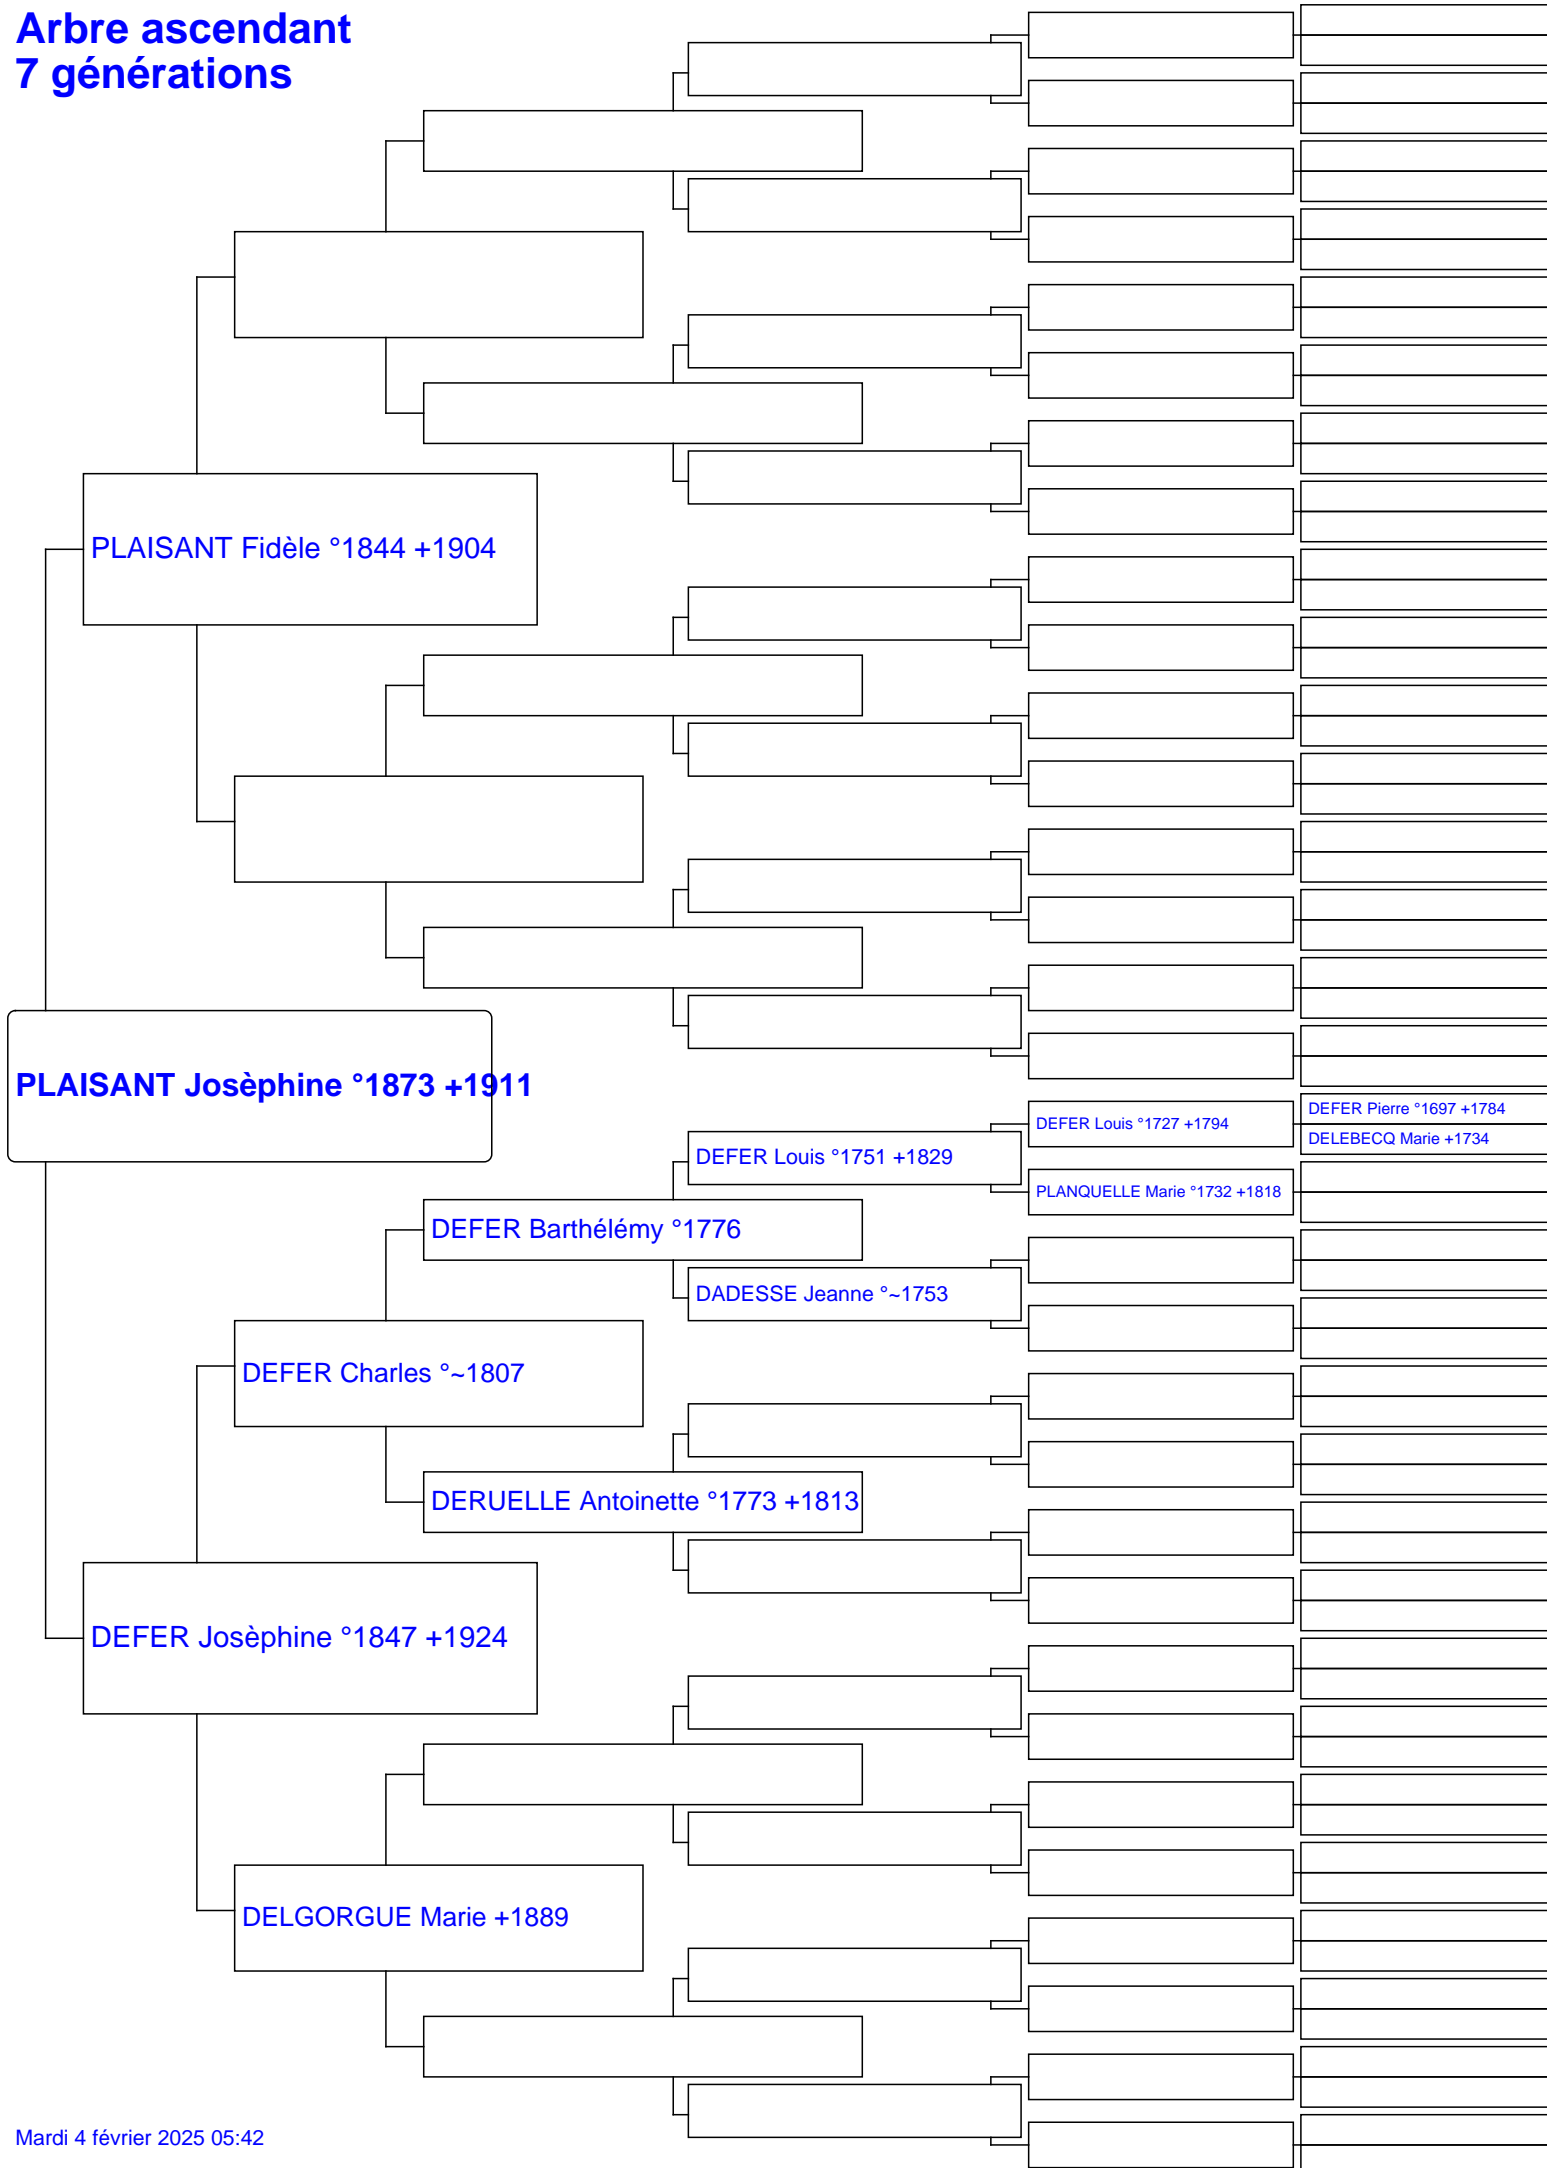 Arbre ascendant
7 générations
PLAISANT Fidèle °1844 +1904
PLAISANT Josèphine °1873 +1911
DEFER Pierre °1697 +1784
DEFER Louis °1727 +1794
DELEBECQ Marie +1734
DEFER Louis °1751 +1829
PLANQUELLE Marie °1732 +1818
DEFER Barthélémy °1776
DADESSE Jeanne °~1753
DEFER Charles °~1807
DERUELLE Antoinette °1773 +1813
DEFER Josèphine °1847 +1924
DELGORGUE Marie +1889
Mardi 4 février 2025 05:42